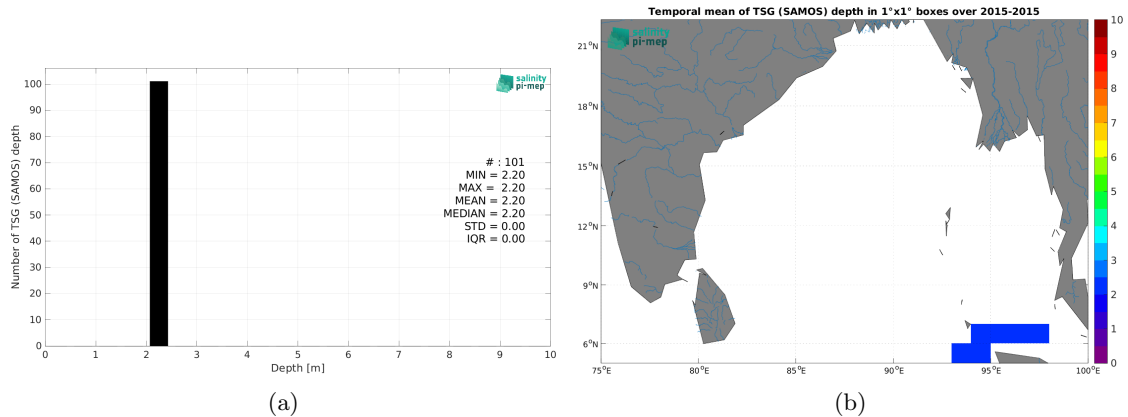 salinity
pi-mep
Number of TSG (SAMOS) depth
100
90
80
70
60
50
40
30
20
10
0
# : 101
MIN = 2.20
MAX = 2.20
MEAN = 2.20
MEDIAN = 2.20
STD = 0.00
IQR = 0.00
0 1 2 3 4 5 6 7 8 9 10
Depth [m]
(a)
Temporal mean of TSG (SAMOS) depth in 1°x1° boxes over 2015-2015
salinity
pi-mep
21°N
18°N
15°N
12°N
9°N
6°N
75°E 80°E 85°E 90°E 95°E 100°E
10
9
8
7
6
5
4
3
2
1
0
(b)